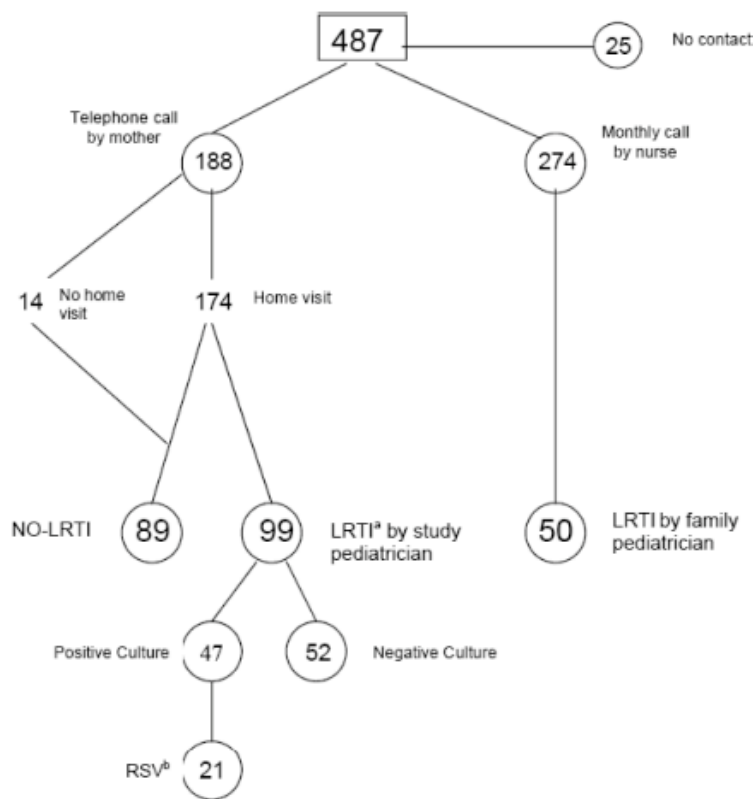 487
25
No contact
Telephone call
by mother
188
274
Monthly call
by nurse
14
No home
visit
174
Home visit
NO-LRTI
89
99
LRTIª by study
pediatrician
50
LRTI by family
pediatrician
Positive Culture
47
52
Negative Culture
RSVᵇ
21